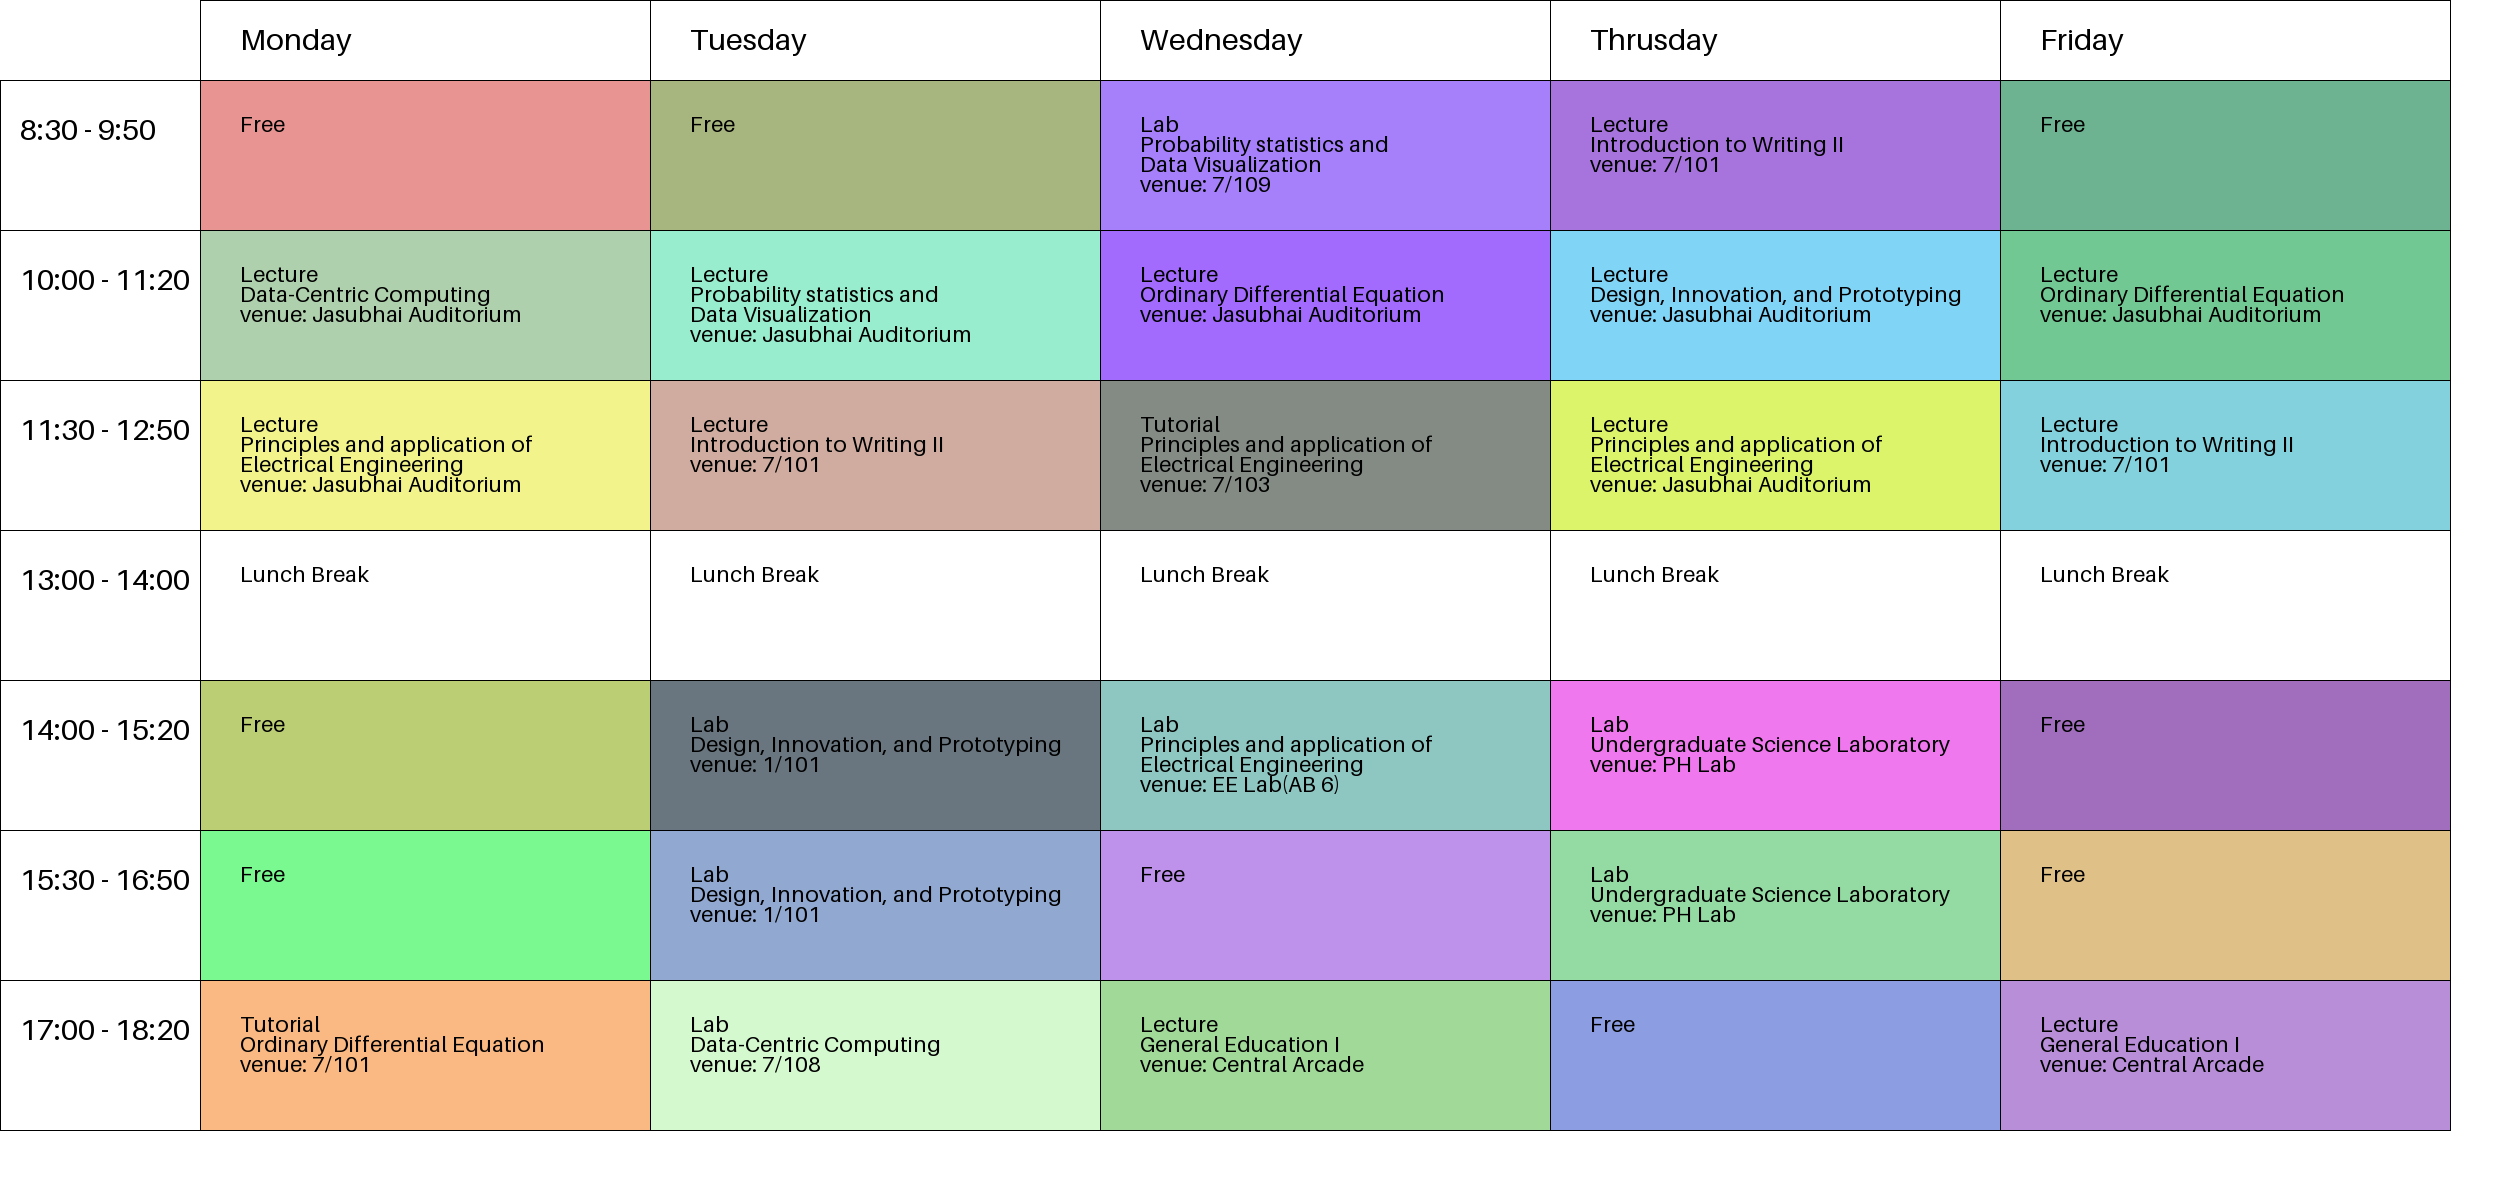 Monday
Tuesday
Wednesday
Thrusday
Friday
8:30 - 9:50
Free
Free
Lab
Probability statistics and
Data Visualization
venue: 7/109
Lecture
Introduction to Writing II
venue: 7/101
Free
10:00 - 11:20
Lecture
Data-Centric Computing
venue: Jasubhai Auditorium
Lecture
Probability statistics and
Data Visualization
venue: Jasubhai Auditorium
Lecture
Ordinary Differential Equation
venue: Jasubhai Auditorium
Lecture
Design, Innovation, and Prototyping
venue: Jasubhai Auditorium
Lecture
Ordinary Differential Equation
venue: Jasubhai Auditorium
11:30 - 12:50
Lecture
Principles and application of
Electrical Engineering
venue: Jasubhai Auditorium
Lecture
Introduction to Writing II
venue: 7/101
Tutorial
Principles and application of
Electrical Engineering
venue: 7/103
Lecture
Principles and application of
Electrical Engineering
venue: Jasubhai Auditorium
Lecture
Introduction to Writing II
venue: 7/101
13:00 - 14:00
Lunch Break
Lunch Break
Lunch Break
Lunch Break
Lunch Break
14:00 - 15:20
Free
Lab
Design, Innovation, and Prototyping
venue: 1/101
Lab
Principles and application of
Electrical Engineering
venue: EE Lab(AB 6)
Lab
Undergraduate Science Laboratory
venue: PH Lab
Free
15:30 - 16:50
Free
Lab
Design, Innovation, and Prototyping
venue: 1/101
Free
Lab
Undergraduate Science Laboratory
venue: PH Lab
Free
17:00 - 18:20
Tutorial
Ordinary Differential Equation
venue: 7/101
Lab
Data-Centric Computing
venue: 7/108
Lecture
General Education I
venue: Central Arcade
Free
Lecture
General Education I
venue: Central Arcade